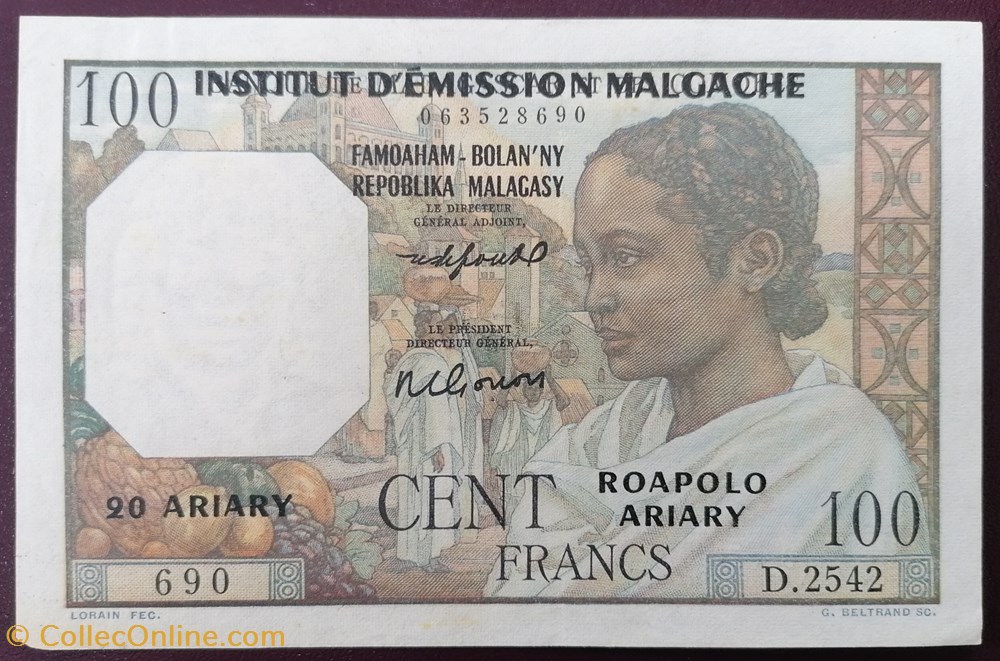 100
INSTITUT D'ÉMISSION MALGACHE
063528690
FAMOAHAM-BOLAN'NY
REPOBLIKA MALAGASY
LE DIRECTEUR
GÉNÉRAL ADJOINT,
LE PRÉSIDENT
DIRECTEUR GÉNÉRAL,
20 ARIARY
CENT
FRANCS
ROAPOLO
ARIARY
100
690
D.2542
LORAIN FEC.
G. BELTRAND SC.
© CollecOnline.com